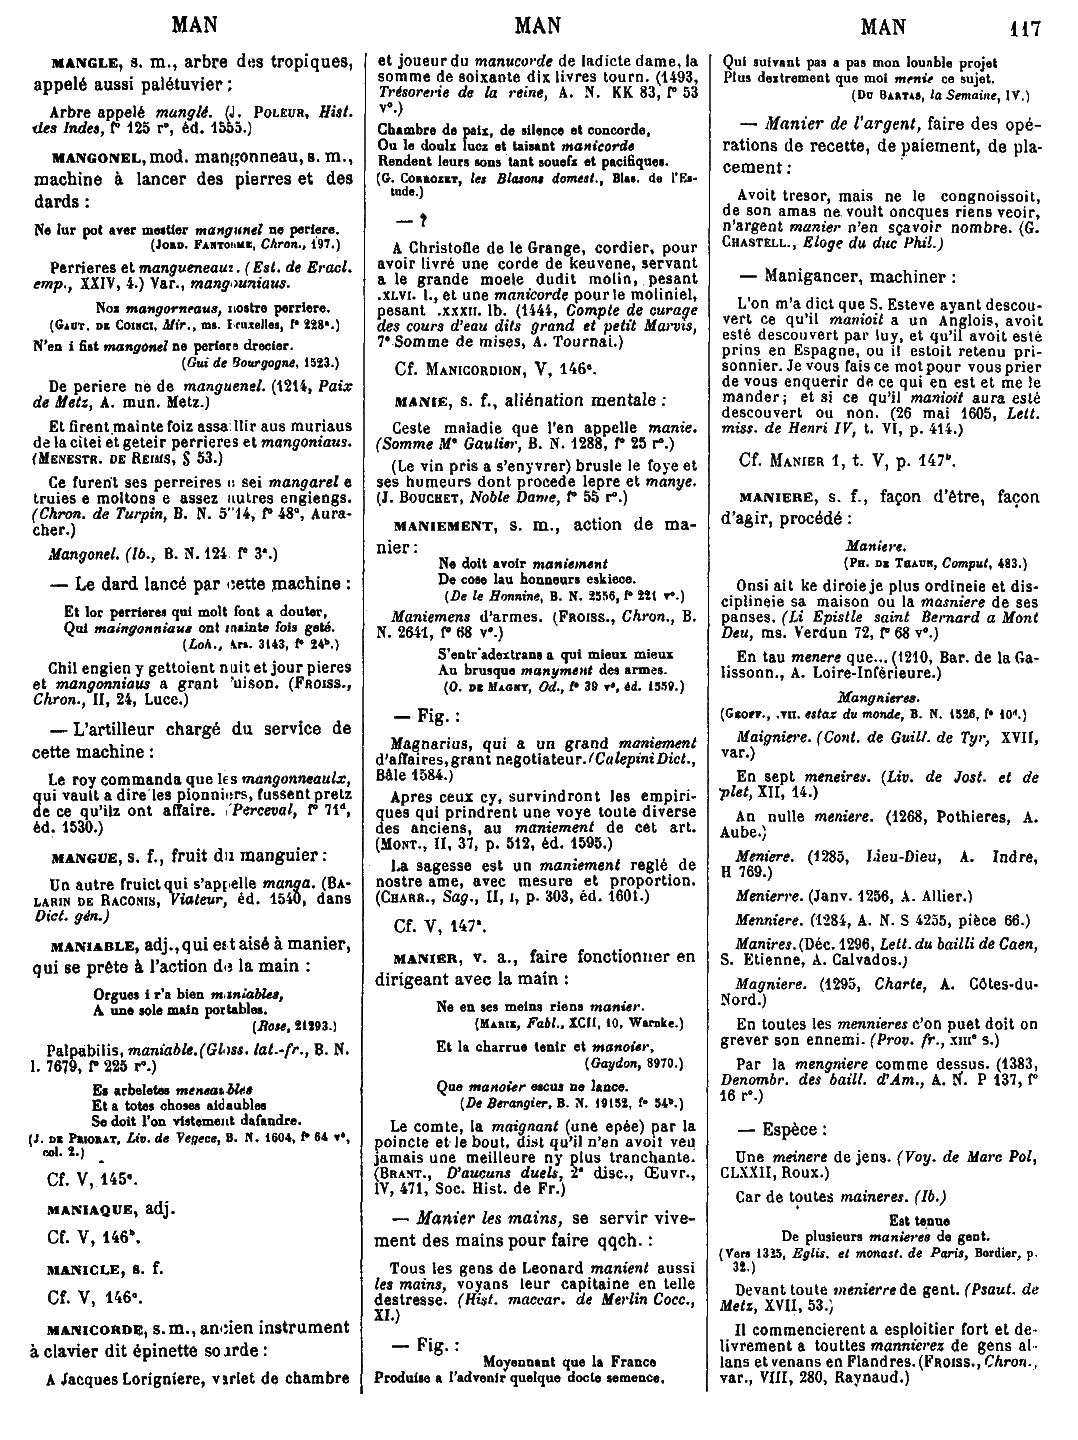 MAN MAN MAN 117
MANGLE, s. m., arbre des tropiques,
appelé aussi palétuvier :
Arbre appelé manglé. (J. POLEUR, Hist.
des Indes, f° 125 r°, éd. 1555.)
MANGONEL, mod. mangonneau, s. m.,
machine à lancer des pierres et des
dards :
Ne lur pot aver mestier mangunel ne periere.
(JORD. FANTOSME, Chron., 197.)
Perrieres et mangueneaux. (Est. de Eracl.
emp., XXIV, 4.) Var., mangouniaus.
Nos mangorneaus, nostre perriere.
(GAUT. DE COINCI, Mir., ms. Bruxelles, f° 228ª.)
N'en i fist mangonel ne periere drecier.
(Gui de Bourgogne, 1523.)
De periere ne de manguenel. (1214, Paix
de Metz, A. mun. Metz.)
Et firent mainte foiz assaillir aus muriaus
de la citei et geteir perrieres et mangoniaus.
(MENESTR. DE REIMS, § 53.)
Ce furent ses perreires e sei mangarel e
truies e moltons e assez autres engiengs.
(Chron. de Turpin, B. N. 5714, f° 48ª, Aura-
cher.)
Mangonel. (Ib., B. N. 124 f° 3ª.)
— Le dard lancé par cette machine :
Et lor perrieres qui molt font a douter,
Qui maingonniaus ont mainte fois geté.
(Loh., Ars. 3143, f° 24ᵇ.)
Chil engien y gettoient nuit et jour pieres
et mangonniaus a grant fuison. (FROISS.,
Chron., II, 24, Luce.)
— L'artilleur chargé du service de
cette machine :
Le roy commanda que les mangonneaulx,
qui vault a dire les pionniers, fussent pretz
de ce qu'ilz ont affaire. (Perceval, f° 71ᵈ,
éd. 1530.)
MANGUE, s. f., fruit du manguier :
Un autre fruict qui s'appelle manga. (BA-
LARIN DE RACONIS, Viateur, éd. 1540, dans
Dict. gén.)
MANIABLE, adj., qui est aisé à manier,
qui se prête à l'action de la main :
Orgues i r'a bien maniables,
A une sole main portables.
(Rose, 21293.)
Palpabilis, maniable. (Gloss. lat.-fr., B. N.
l. 7679, f° 225 r°.)
Es arbeletes meneaubles
Et a totes choses aidaubles
Se doit l'on vistement dafandre.
(J. DE PRIORAT, Liv. de Vegece, B. N. 1604, f° 64 v°,
col. 2.)
Cf. V, 145ᶜ.
MANIAQUE, adj.
Cf. V, 146ᵇ.
MANICLE, s. f.
Cf. V, 146ᵃ.
MANICORDE, s. m., ancien instrument
à clavier dit épinette sourde :
A Jacques Lorigniere, varlet de chambre
et joueur du manucorde de ladicte dame, la
somme de soixante dix livres tourn. (1493,
Trésorerie de la reine, A. N. KK 83, f° 53
v°.)
Chambre de paix, de silence et concorde,
Ou le doulx lucz et taisant manicorde
Rendent leurs sons tant souefx et pacifiques.
(G. CORROZET, les Blasons domest., Blas. de l'Es-
tude.)
— ?
A Christofle de le Grange, cordier, pour
avoir livré une corde de keuvene, servant
a le grande moele dudit molin, pesant
.XLVI. l., et une manicorde pour le moliniel,
pesant .XXXII. lb. (1444, Compte de curage
des cours d'eau dits grand et petit Marvis,
7ᵉ Somme de mises, A. Tournai.)
Cf. MANICORDION, V, 146ᵃ.
MANIE, s. f., aliénation mentale :
Ceste maladie que l'en appelle manie.
(Somme Mᵉ Gautier, B. N. 1288, f° 25 r°.)
(Le vin pris a s'enyvrer) brusle le foye et
ses humeurs dont procede lepre et manye.
(J. BOUCHET, Noble Dame, f° 55 r°.)
MANIEMENT, s. m., action de ma-
nier :
Ne doit avoir maniement
De cose lau honneurs eskiece.
(De le Honnine, B. N. 2556, f° 221 r°.)
Maniemens d'armes. (FROISS., Chron., B.
N. 2641, f° 68 v°.)
S'entr'adextrans a qui mieux mieux
Au brusque manyment des armes.
(O. DE MAGNY, Od., f° 39 v°, éd. 1559.)
— Fig. :
Magnarius, qui a un grand maniement
d'affaires, grant negotiateur. (Calepini Dict.,
Bâle 1584.)
Apres ceux cy, survindront les empiri-
ques qui prindrent une voye toute diverse
des anciens, au maniement de cet art.
(MONT., II, 37, p. 512, éd. 1595.)
La sagesse est un maniement reglé de
nostre ame, avec mesure et proportion.
(CHARR., Sag., II, I, p. 303, éd. 1601.)
Cf. V, 147ᵃ.
MANIER, v. a., faire fonctionner en
dirigeant avec la main :
Ne en ses meins riens manier.
(MARIE, Fabl., XCII, 10, Warnke.)
Et la charrue tenir et manoier,
(Gaydon, 8970.)
Que manoier escus ne lance.
(De Berangier, B. N. 19152, f° 54ᵇ.)
Le comte, la maignant (une epée) par la
poincte et le bout, dist qu'il n'en avoit veu
jamais une meilleure ny plus tranchante.
(BRANT., D'aucuns duels, 2ᵉ disc., Œuvr.,
IV, 471, Soc. Hist. de Fr.)
— Manier les mains, se servir vive-
ment des mains pour faire qqch. :
Tous les gens de Leonard manient aussi
les mains, voyans leur capitaine en telle
destresse. (Hist. maccar. de Merlin Cocc.,
XI.)
— Fig. :
Moyennant que la France
Produise a l'advenir quelque docte semence,
Qui suivant pas a pas mon louable projet
Plus dextrement que moi menie ce sujet.
(DU BARTAS, la Semaine, IV.)
— Manier de l'argent, faire des opé-
rations de recette, de paiement, de pla-
cement :
Avoit tresor, mais ne le congnoissoit,
de son amas ne voult oncques riens veoir,
n'argent manier n'en sçavoir nombre. (G.
CHASTELL., Eloge du duc Phil.)
— Manigancer, machiner :
L'on m'a dict que S. Esteve ayant descou-
vert ce qu'il manioit a un Anglois, avoit
esté descouvert par luy, et qu'il avoit esté
prins en Espagne, ou il estoit retenu pri-
sonnier. Je vous fais ce mot pour vous prier
de vous enquerir de ce qui en est et me le
mander ; et si ce qu'il manioit aura esté
descouvert ou non. (26 mai 1605, Lett.
miss. de Henri IV, t. VI, p. 414.)
Cf. MANIER 1, t. V, p. 147ᵇ.
MANIERE, s. f., façon d'être, façon
d'agir, procédé :
Maniere.
(PH. DE THAUN, Comput, 483.)
Onsi ait ke diroie je plus ordineie et dis-
ciplineie sa maison ou la masniere de ses
panses. (Li Epistle saint Bernard a Mont
Deu, ms. Verdun 72, f° 68 v°.)
En tau menere que... (1210, Bar. de la Ga-
lissonn., A. Loire-Inférieure.)
Mangnieres.
(GEOFF., .VII. estaz du monde, B. N. 1526, f° 10ᵈ.)
Maigniere. (Cont. de Guill. de Tyr, XVII,
var.)
En sept meneires. (Liv. de Jost. et de
plet, XII, 14.)
An nulle meniere. (1268, Pothieres, A.
Aube.)
Meniere. (1285, Lieu-Dieu, A. Indre,
H 769.)
Menierre. (Janv. 1256, A. Allier.)
Menniere. (1284, A. N. S 4255, pièce 66.)
Manires. (Déc. 1296, Lett. du bailli de Caen,
S. Etienne, A. Calvados.)
Magniere. (1295, Charte, A. Côtes-du-
Nord.)
En toutes les mennieres c'on puet doit on
grever son ennemi. (Prov. fr., XIIIᵉ s.)
Par la mengniere comme dessus. (1383,
Denombr. des baill. d'Am., A. N. P 137, f°
16 r°.)
— Espèce :
Une meinere de jens. (Voy. de Marc Pol,
CLXXII, Roux.)
Car de toutes maineres. (Ib.)
Est tenue
De plusieurs manieres de gent.
(Vers 1325, Eglis. et monast. de Paris, Bordier, p.
32.)
Devant toute menierre de gent. (Psaut. de
Metz, XVII, 53.)
Il commencierent a esploitier fort et de-
livrement a touttes mannierez de gens al-
lans et venans en Flandres. (FROISS., Chron.,
var., VIII, 280, Raynaud.)